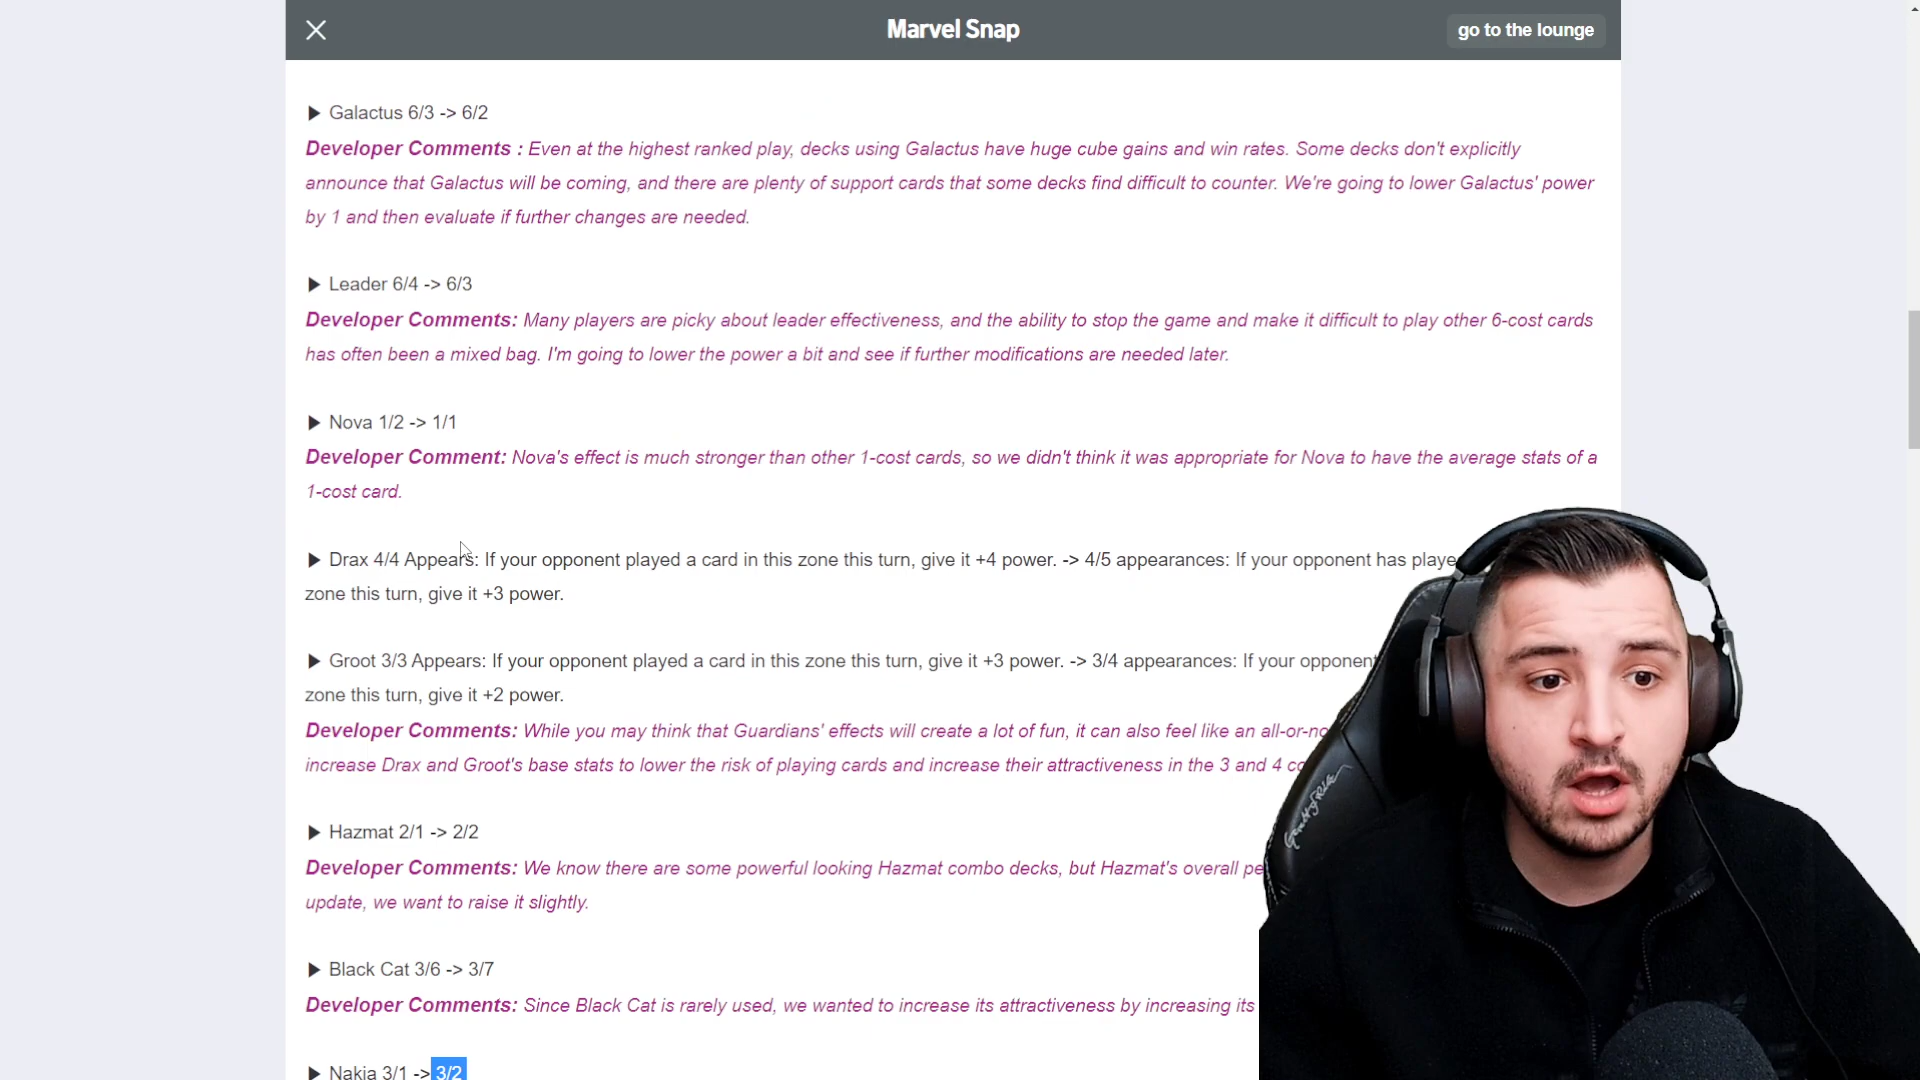 Marvel Snap
go to the lounge
▶ Galactus 6/3 -> 6/2
Developer Comments : Even at the highest ranked play, decks using Galactus have huge cube gains and win rates. Some decks don't explicitly
announce that Galactus will be coming, and there are plenty of support cards that some decks find difficult to counter. We're going to lower Galactus' power
by 1 and then evaluate if further changes are needed.
▶ Leader 6/4 -> 6/3
Developer Comments: Many players are picky about leader effectiveness, and the ability to stop the game and make it difficult to play other 6-cost cards
has often been a mixed bag. I'm going to lower the power a bit and see if further modifications are needed later.
▶ Nova 1/2 -> 1/1
Developer Comment: Nova's effect is much stronger than other 1-cost cards, so we didn't think it was appropriate for Nova to have the average stats of a
1-cost card.
▶ Drax 4/4 Appears: If your opponent played a card in this zone this turn, give it +4 power. -> 4/5 appearances: If your opponent has playe
zone this turn, give it +3 power.
▶ Groot 3/3 Appears: If your opponent played a card in this zone this turn, give it +3 power. -> 3/4 appearances: If your opponent
zone this turn, give it +2 power.
Developer Comments: While you may think that Guardians' effects will create a lot of fun, it can also feel like an all-or-no
increase Drax and Groot's base stats to lower the risk of playing cards and increase their attractiveness in the 3 and 4 co
▶ Hazmat 2/1 -> 2/2
Developer Comments: We know there are some powerful looking Hazmat combo decks, but Hazmat's overall pe
update, we want to raise it slightly.
▶ Black Cat 3/6 -> 3/7
Developer Comments: Since Black Cat is rarely used, we wanted to increase its attractiveness by increasing its
▶ Nakia 3/1 -> 3/2